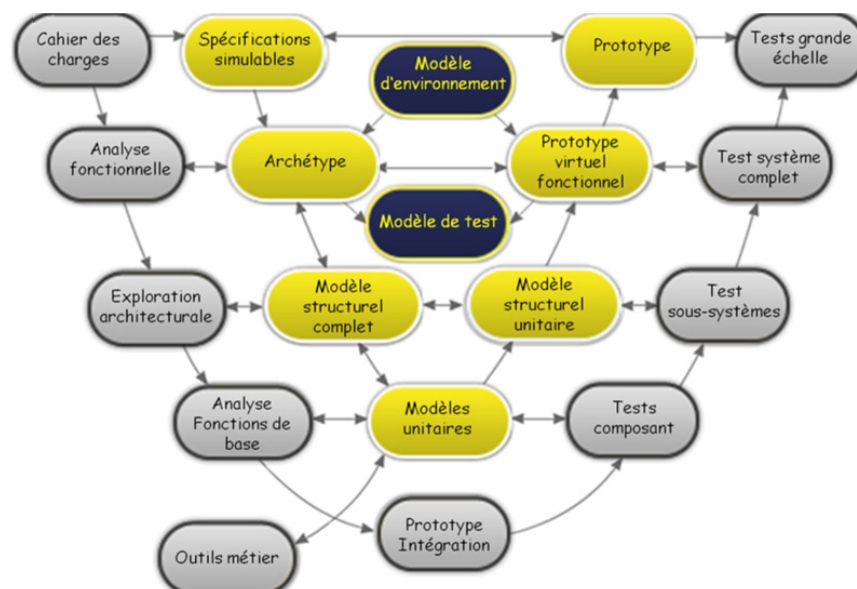 Cahier des
charges
Spécifications
simulables
Prototype
Tests grande
échelle
Modèle
d'environnement
Analyse
fonctionnelle
Archétype
Prototype
virtuel
fonctionnel
Test système
complet
Modèle de test
Exploration
architecturale
Modèle
structurel
complet
Modèle
structurel
unitaire
Test
sous-systèmes
Analyse
Fonctions de
base
Modèles
unitaires
Tests
composant
Outils métier
Prototype
Intégration